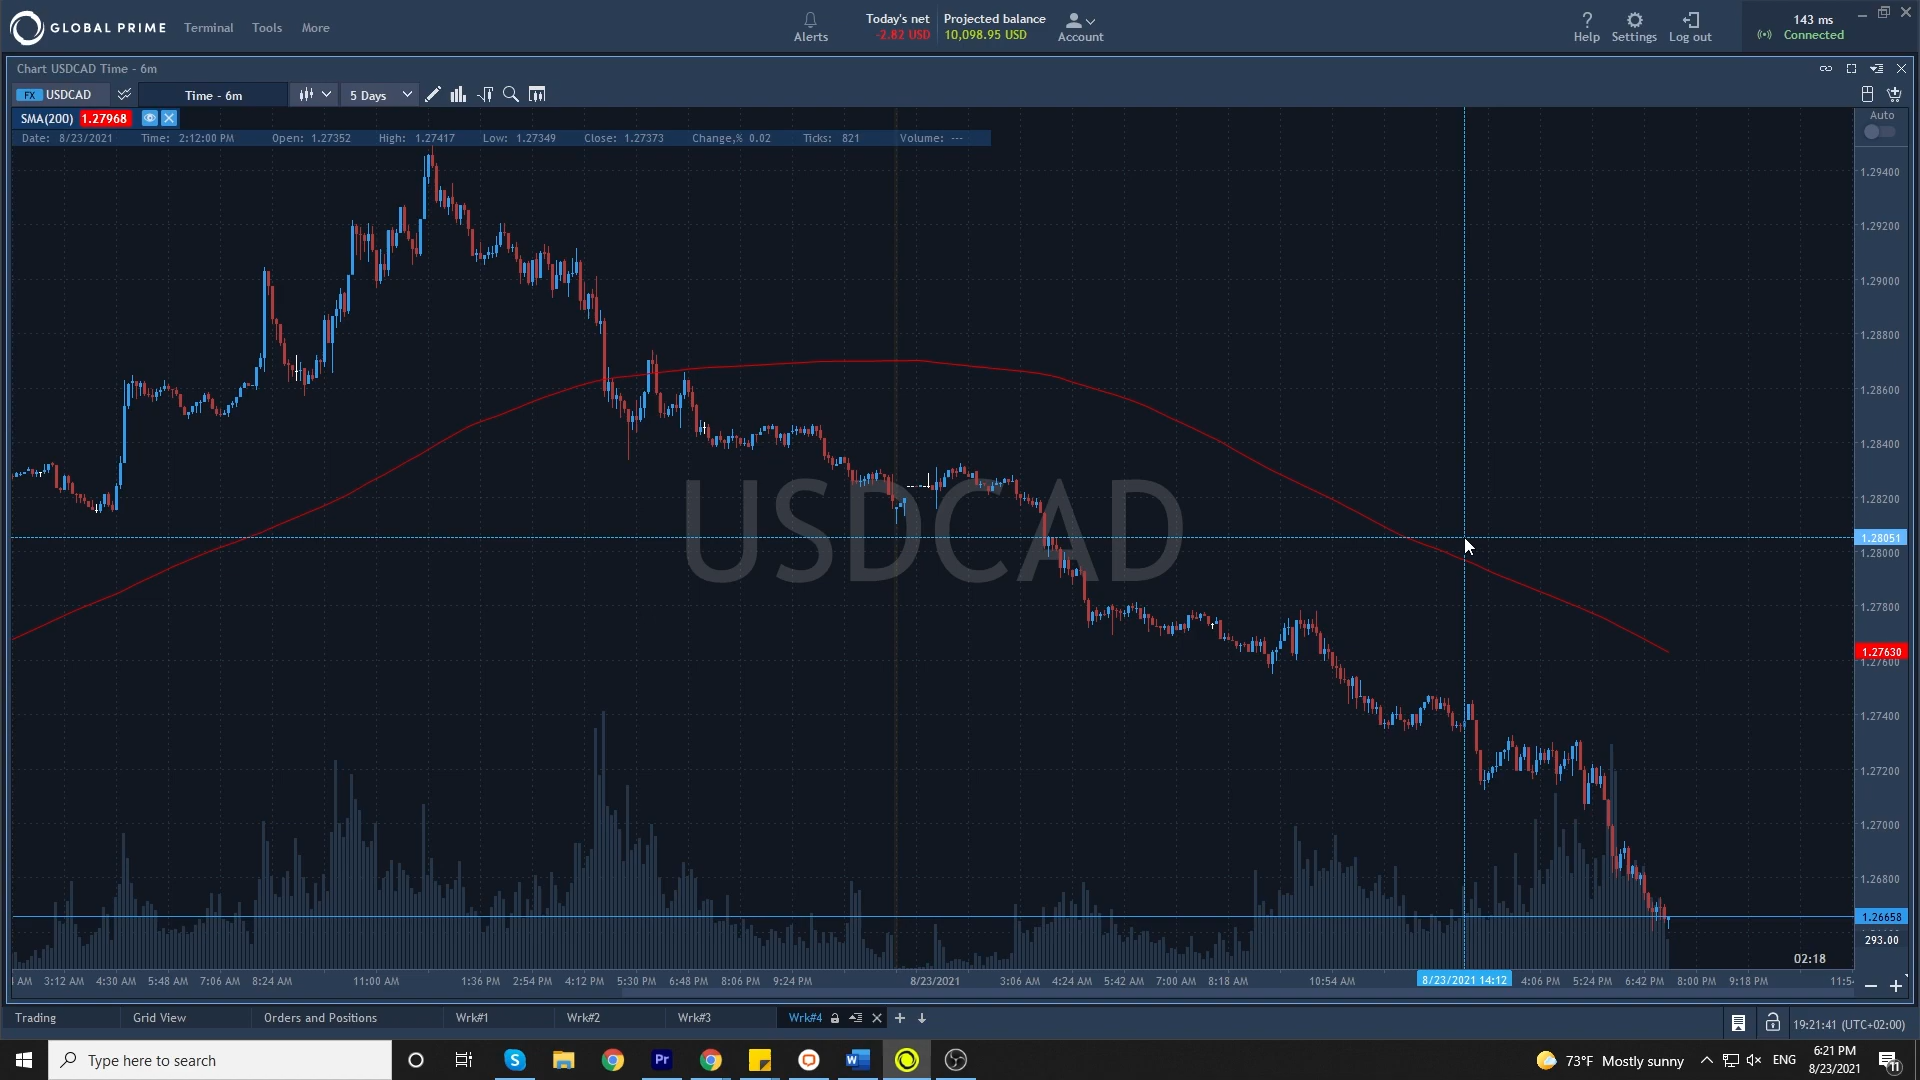 GLOBAL PRIME
Terminal
Tools
More
Alerts
Today's net
-2.82 USD
Projected balance
10,098.95 USD
Account
Help
Settings
Log out
143 ms
Connected
Chart USDCAD Time - 6m
FX USDCAD
Time - 6m
5 Days
SMA(200) 1.27968
Date: 8/23/2021 Time: 2:12:00 PM Open: 1.27352 High: 1.27417 Low: 1.27349 Close: 1.27373 Change,% 0.02 Ticks: 821 Volume: ---
Auto
1.29400
1.29200
1.29000
1.28800
1.28600
1.28400
1.28200
1.28051
1.28000
1.27800
1.27630
1.27600
1.27400
1.27200
1.27000
1.26800
1.26658
293.00
USDCAD
02:18
AM 3:12 AM 4:30 AM 5:48 AM 7:06 AM 8:24 AM 11:00 AM 1:36 PM 2:54 PM 4:12 PM 5:30 PM 6:48 PM 8:06 PM 9:24 PM 8/23/2021 3:06 AM 4:24 AM 5:42 AM 7:00 AM 8:18 AM 10:54 AM 8/23/2021 14:12 4:06 PM 5:24 PM 6:42 PM 8:00 PM 9:18 PM 11:54
Trading
Grid View
Orders and Positions
Wrk#1
Wrk#2
Wrk#3
Wrk#4
19:21:41 (UTC+02:00)
Type here to search
73°F Mostly sunny
ENG
6:21 PM
8/23/2021
11